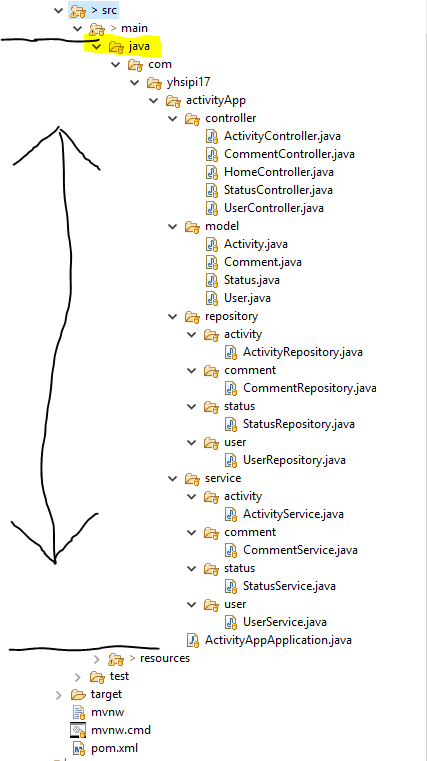 > src
> main
java
com
yhsipi17
activityApp
controller
ActivityController.java
CommentController.java
HomeController.java
StatusController.java
UserController.java
model
Activity.java
Comment.java
Status.java
User.java
repository
activity
ActivityRepository.java
comment
CommentRepository.java
status
StatusRepository.java
user
UserRepository.java
service
activity
ActivityService.java
comment
CommentService.java
status
StatusService.java
user
UserService.java
ActivityAppApplication.java
> resources
test
target
mvnw
mvnw.cmd
pom.xml